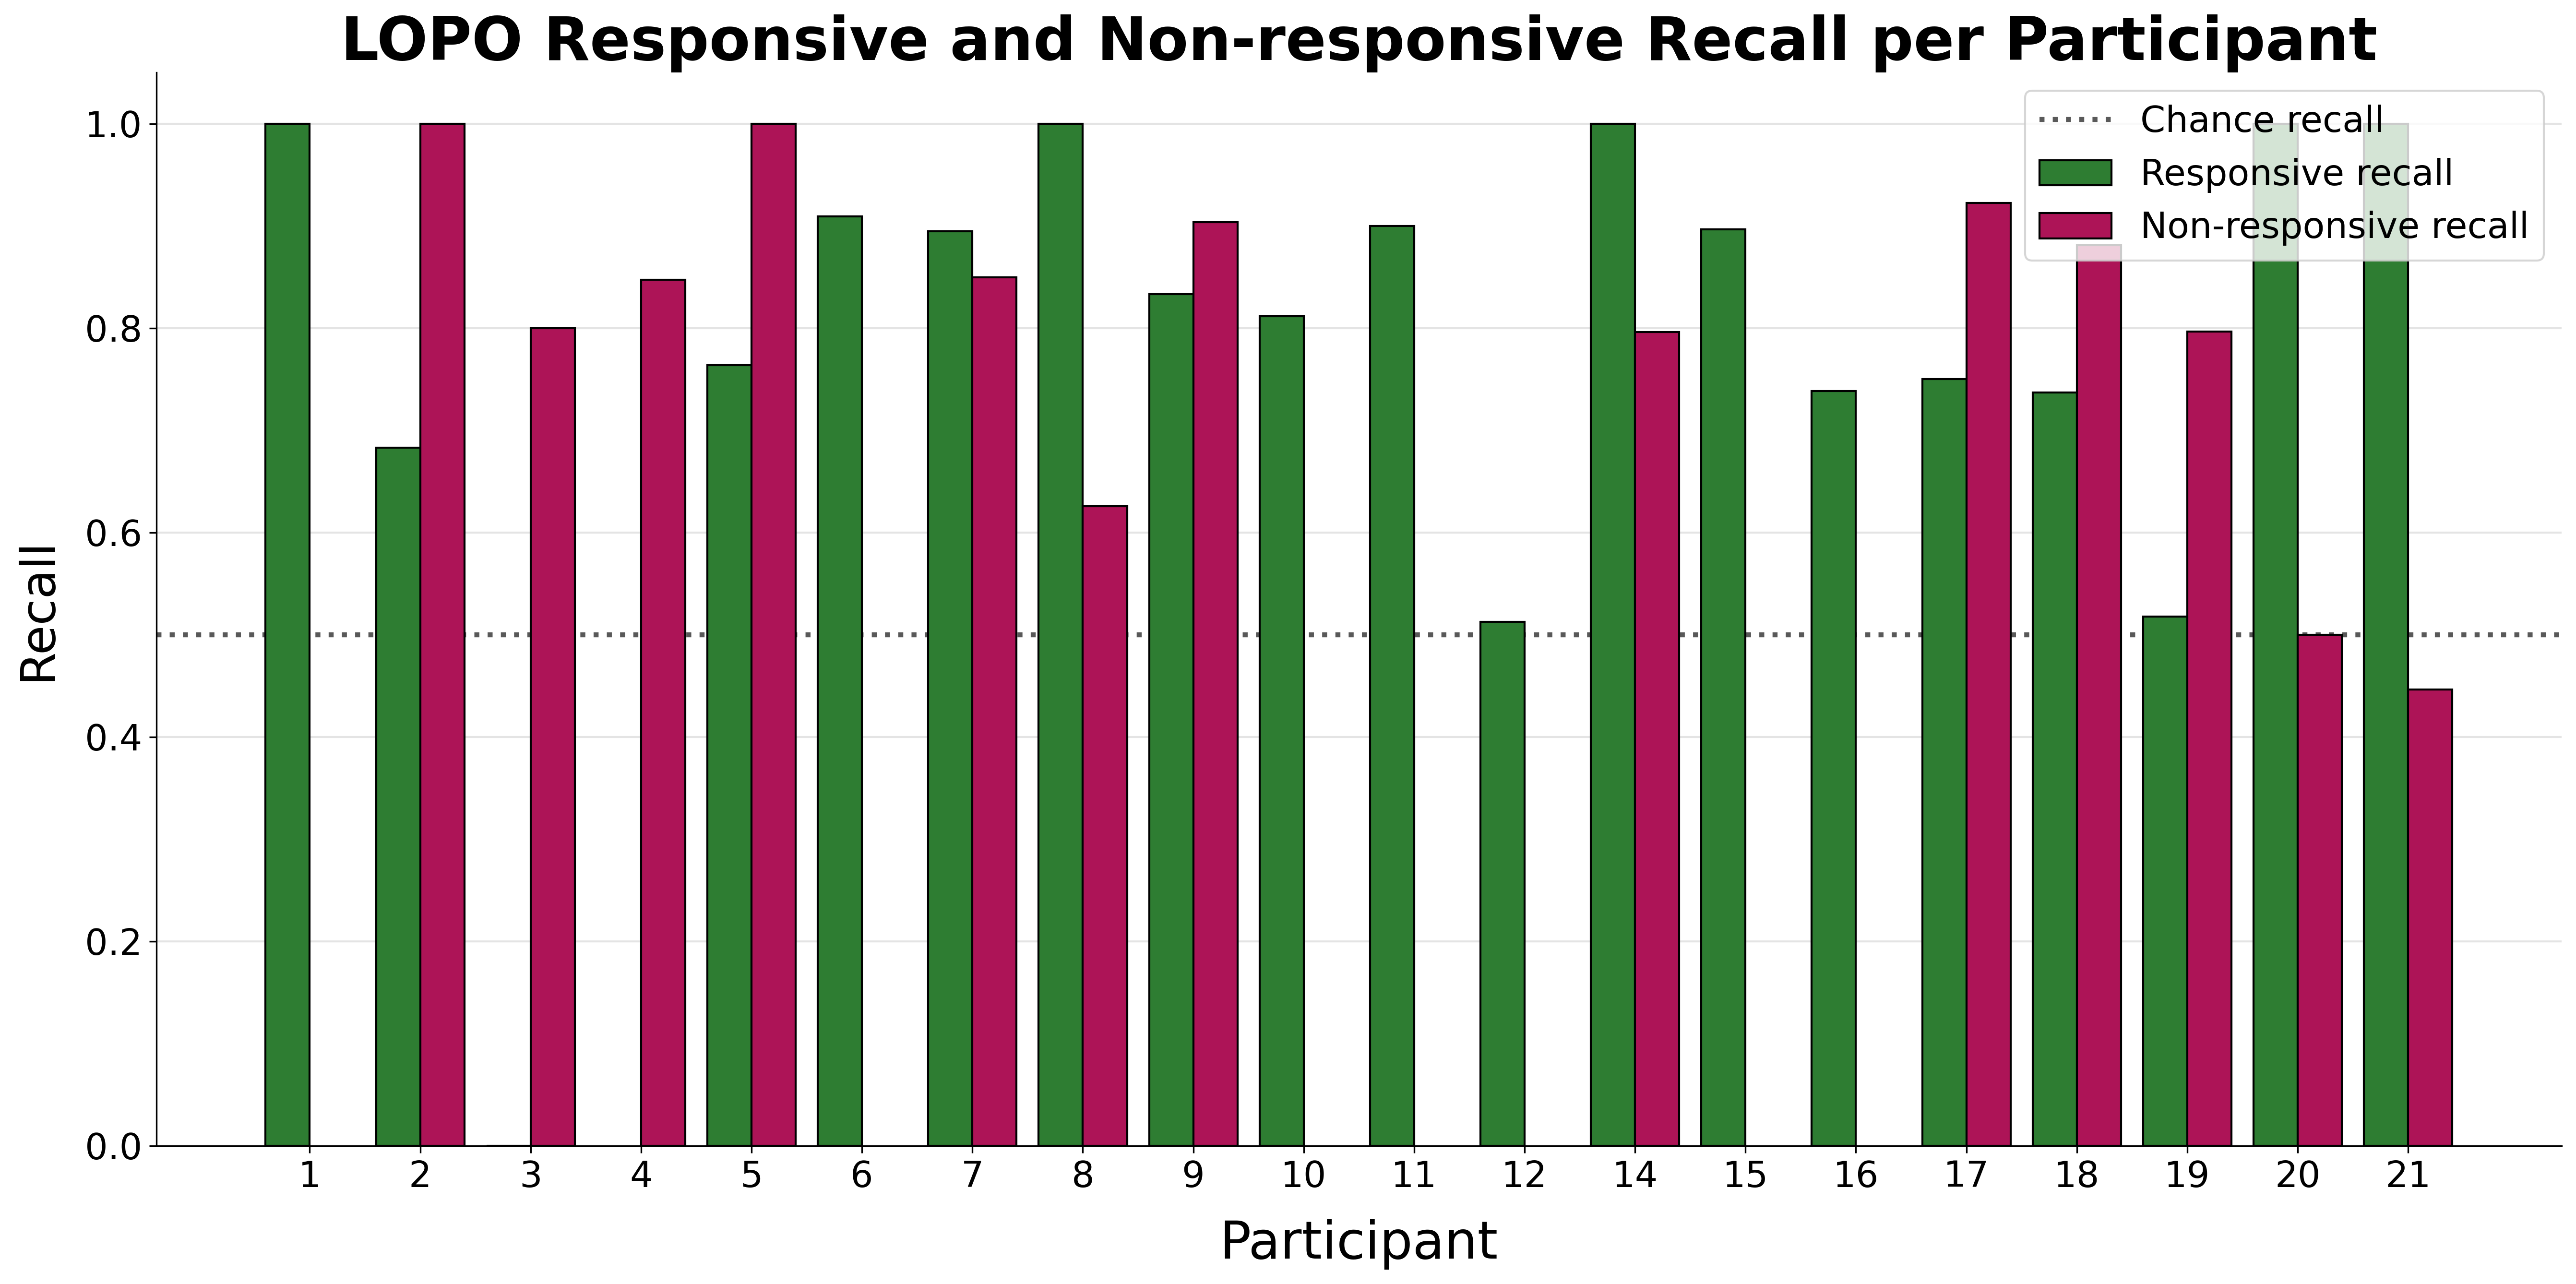 LOPO Responsive and Non-responsive Recall per Participant
Chance recall
Responsive recall
Non-responsive recall
1.0
0.8
0.6
0.4
0.2
0.0
Recall
1 2 3 4 5 6 7 8 9 10 11 12 14 15 16 17 18 19 20 21
Participant